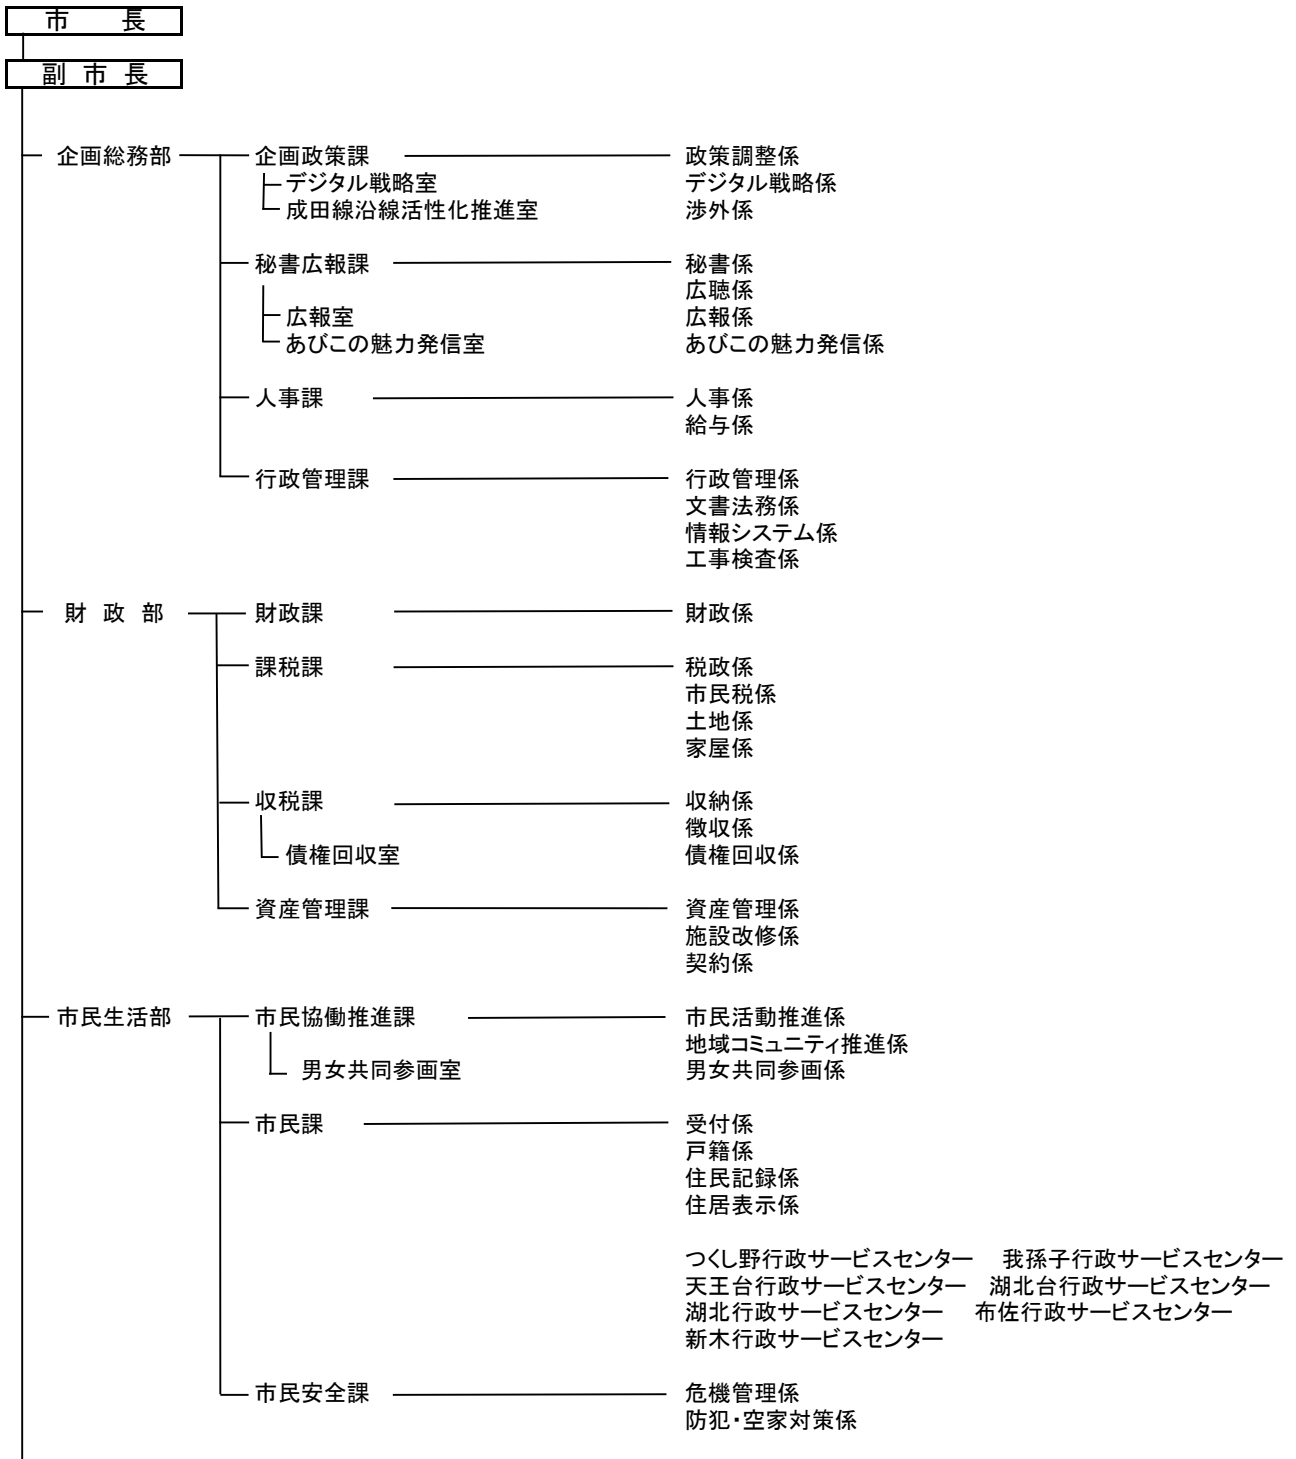 市長
副市長
企画総務部 企画政策課 政策調整係
デジタル戦略室 デジタル戦略係
成田線沿線活性化推進室 渉外係
秘書広報課 秘書係
広聴係
広報室 広報係
あびこの魅力発信室 あびこの魅力発信係
人事課 人事係
給与係
行政管理課 行政管理係
文書法務係
情報システム係
工事検査係
財政部 財政課 財政係
課税課 税政係
市民税係
土地係
家屋係
収税課 収納係
徴収係
債権回収室 債権回収係
資産管理課 資産管理係
施設改修係
契約係
市民生活部 市民協働推進課 市民活動推進係
地域コミュニティ推進係
男女共同参画室 男女共同参画係
市民課 受付係
戸籍係
住民記録係
住居表示係
つくし野行政サービスセンター 我孫子行政サービスセンター
天王台行政サービスセンター 湖北台行政サービスセンター
湖北行政サービスセンター 布佐行政サービスセンター
新木行政サービスセンター
市民安全課 危機管理係
防犯・空家対策係